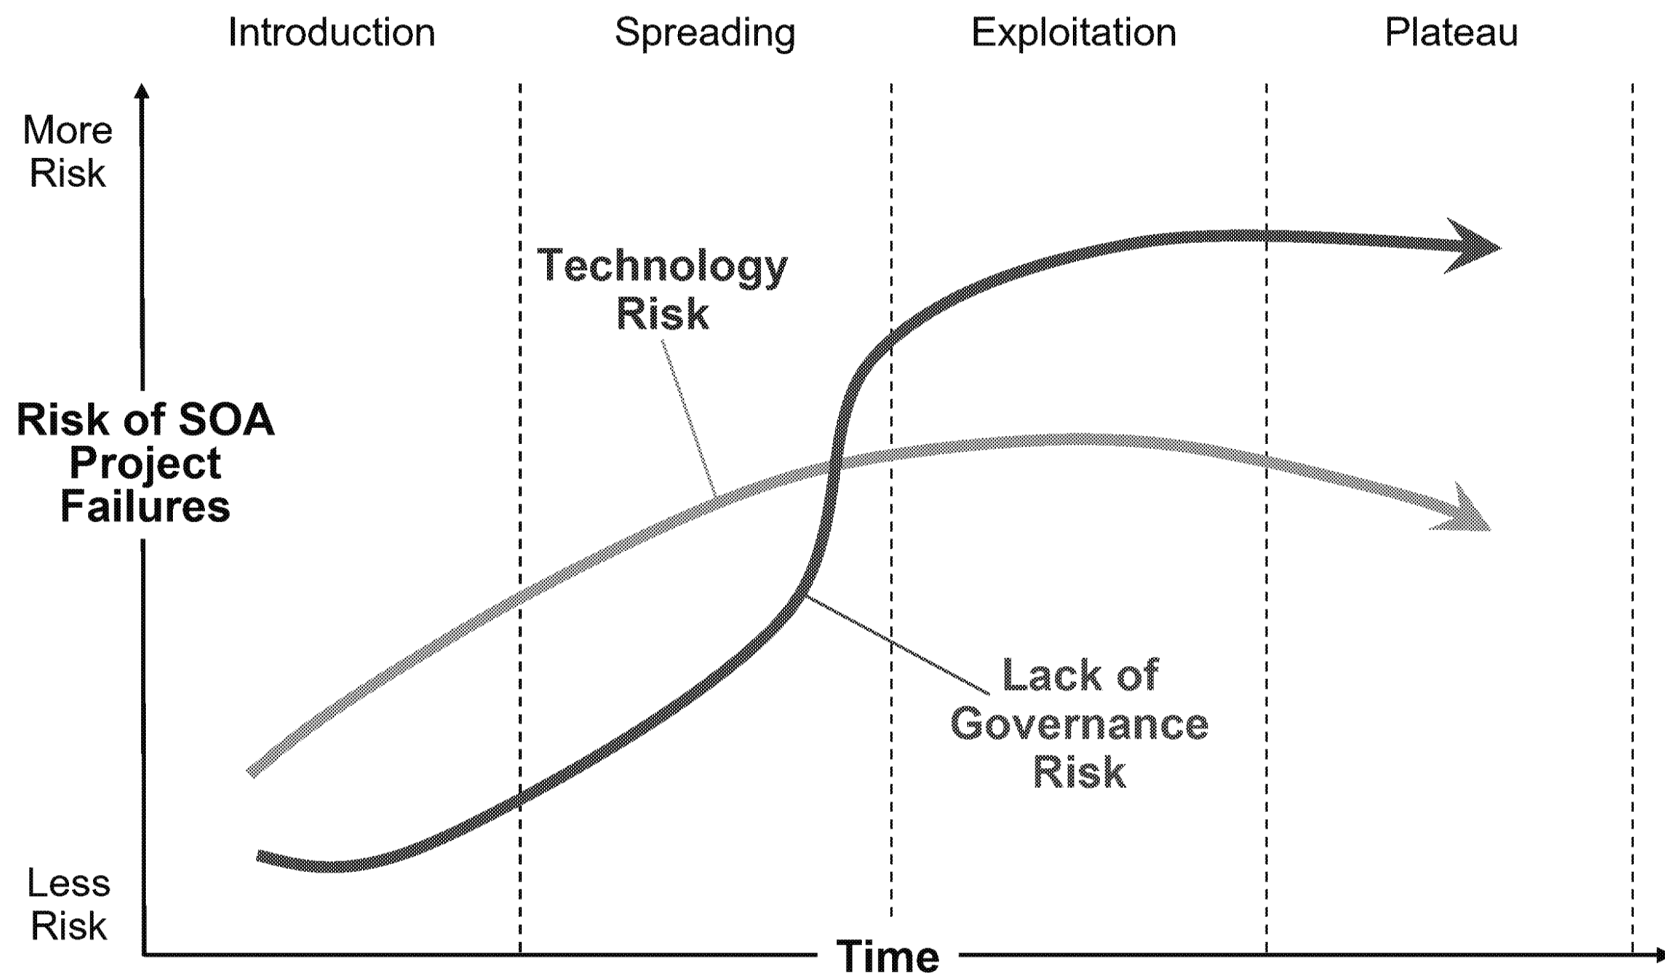 Introduction
Spreading
Exploitation
Plateau
More
Risk
Technology
Risk
Risk of SOA
Project
Failures
Lack of
Governance
Risk
Less
Risk
Time